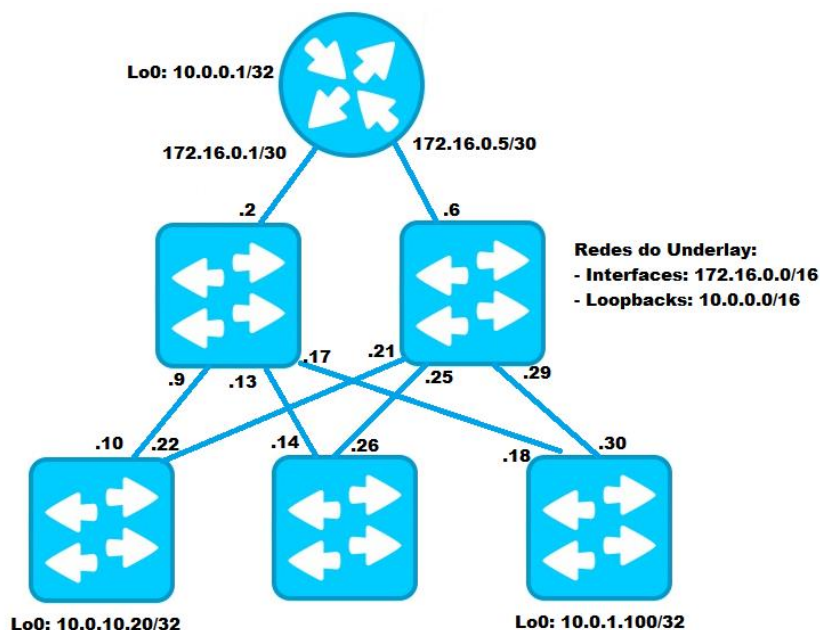 Lo0: 10.0.0.1/32
172.16.0.1/30
172.16.0.5/30
.2
.6
Redes do Underlay:
- Interfaces: 172.16.0.0/16
- Loopbacks: 10.0.0.0/16
.9
.13
.17
.21
.25
.29
.10
.22
.14
.26
.18
.30
Lo0: 10.0.10.20/32
Lo0: 10.0.1.100/32